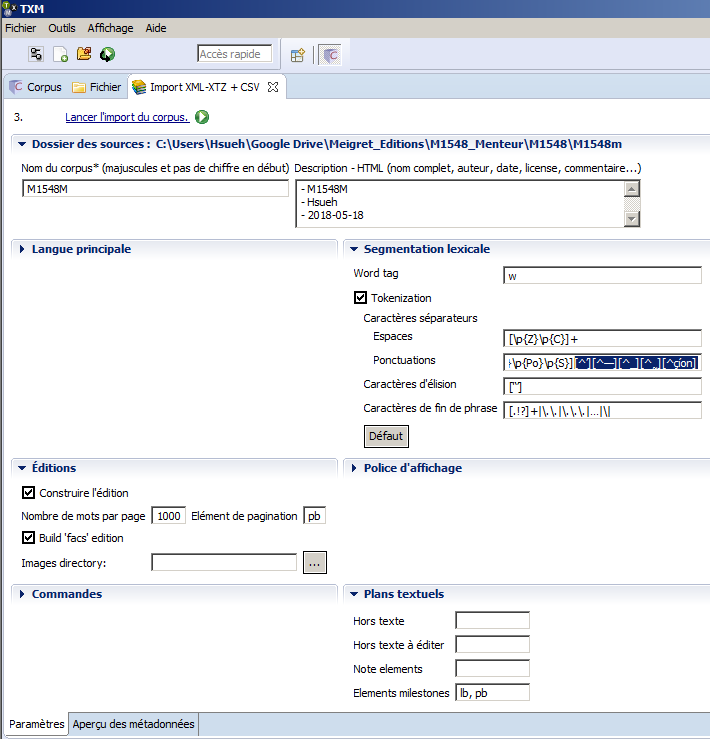 TXM
Fichier Outils Affichage Aide
Accès rapide
Corpus Fichier Import XML-XTZ + CSV
3. Lancer l'import du corpus.
Dossier des sources : C:\Users\Hsueh\Google Drive\Meigret_Editions\M1548_Menteur\M1548\M1548m
Nom du corpus* (majuscules et pas de chiffre en début) Description - HTML (nom complet, auteur, date, license, commentaire...)
M1548M
- M1548M
- Hsueh
- 2018-05-18
Langue principale
Segmentation lexicale
Word tag w
Tokenization
Caractères séparateurs
Espaces [\p{Z}\p{C}]+
Ponctuations \p{Po}\p{S}][^'][^—][^_][^,,][^çíon]
Caractères d'élision
Caractères de fin de phrase [.!?]+|\.\.|\.\.\.|…|\|
Défaut
Éditions
Police d'affichage
Construire l'édition
Nombre de mots par page 1000 Elément de pagination pb
Build 'facs' edition
Images directory: ...
Commandes
Plans textuels
Hors texte
Hors texte à éditer
Note elements
Elements milestones lb, pb
Paramètres Aperçu des métadonnées